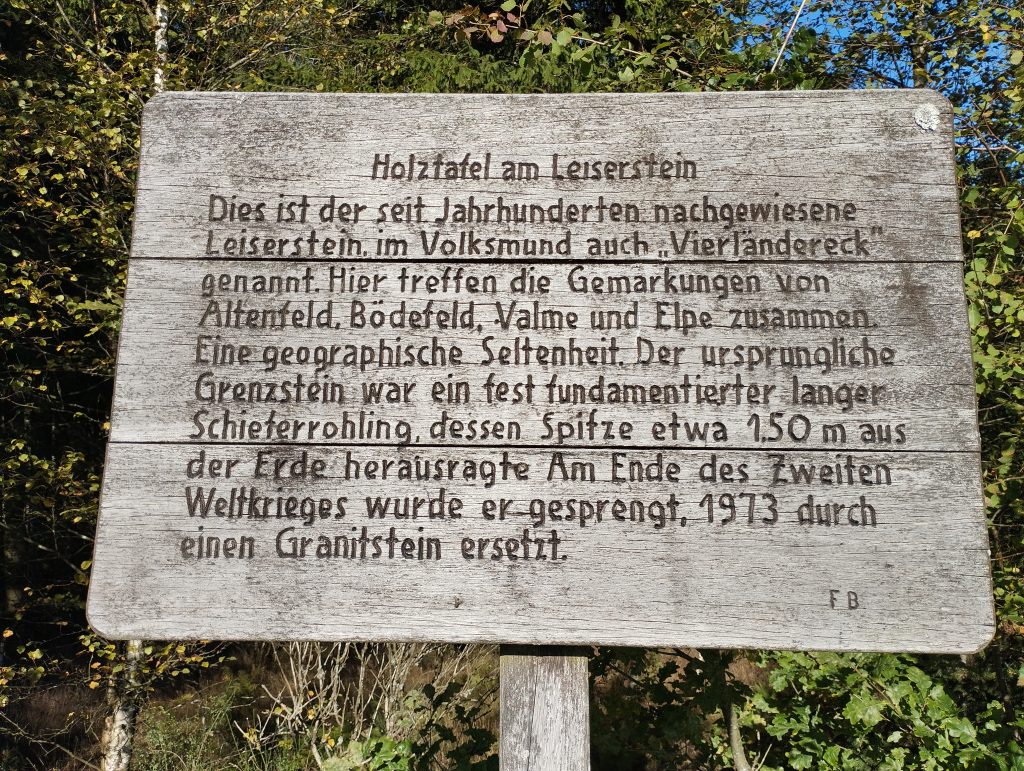 Holztafel am Leiserstein
Dies ist der seit Jahrhunderten nachgewiesene
Leiserstein, im Volksmund auch „Vierländereck"
genannt. Hier treffen die Gemarkungen von
Altenfeld, Bödefeld, Valme und Elpe zusammen.
Eine geographische Seltenheit. Der ursprüngliche
Grenzstein war ein fest fundamentierter langer
Schieferrohling, dessen Spitze etwa 1.50 m aus
der Erde herausragte Am Ende des Zweiten
Weltkrieges wurde er gesprengt, 1973 durch
einen Granitstein ersetzt.
F B